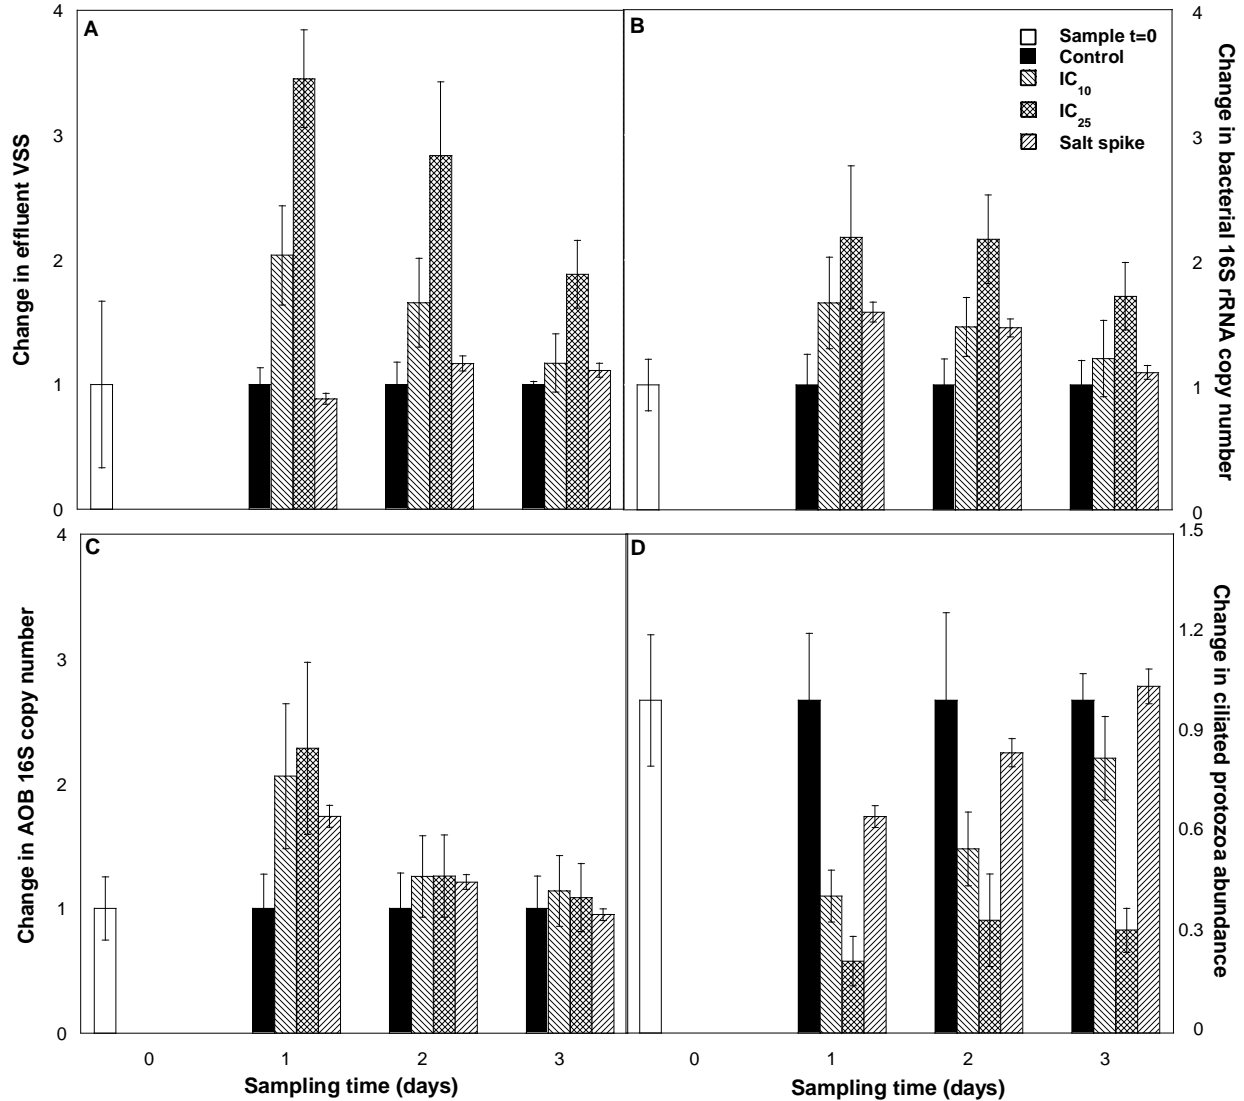 A
4
3
2
1
0
Change in effluent VSS
B
Sample t=0
Control
IC10
IC25
Salt spike
4
3
2
1
0
Change in bacterial 16S rRNA copy number
C
4
3
2
1
0
Change in AOB 16S copy number
0 1 2 3
Sampling time (days)
D
1.5
1.2
0.9
0.6
0.3
0
Change in ciliated protozoa abundance
0 1 2 3
Sampling time (days)